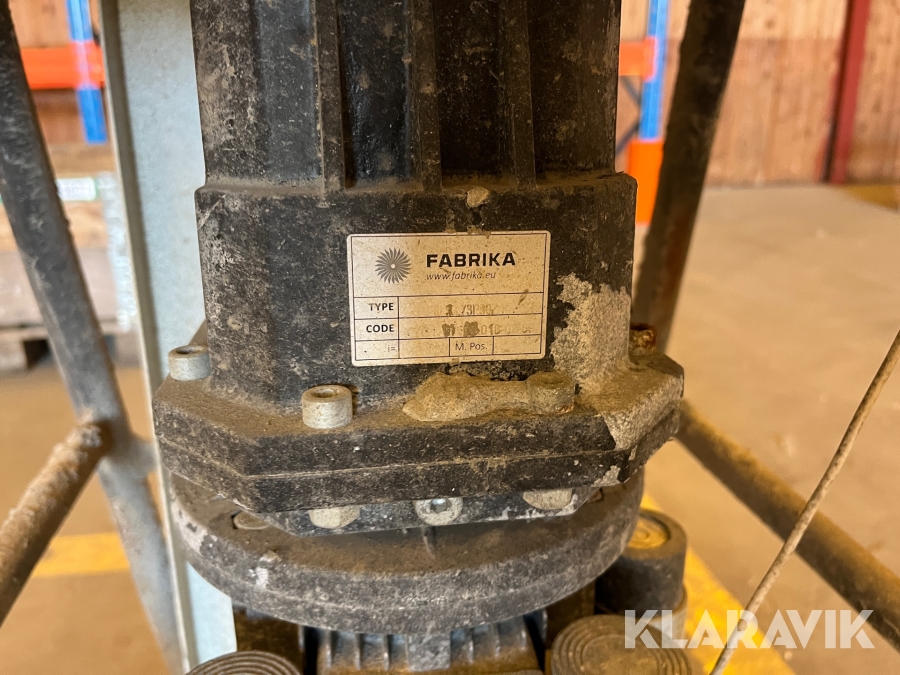 FABRIKA
www.fabrika.eu
TYPE
CODE
i=
M. Pos.
KLARAVIK